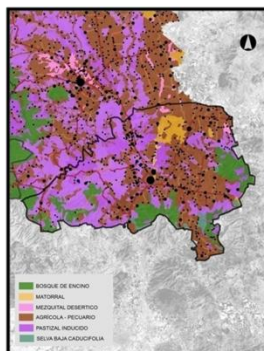 BOSQUE DE ENCINO
MATORRAL
MEZQUITAL DESERTICO
AGRICOLA - PECUARIO
PASTIZAL INDUCIDO
SELVA BAJA CADUCIFOLIA